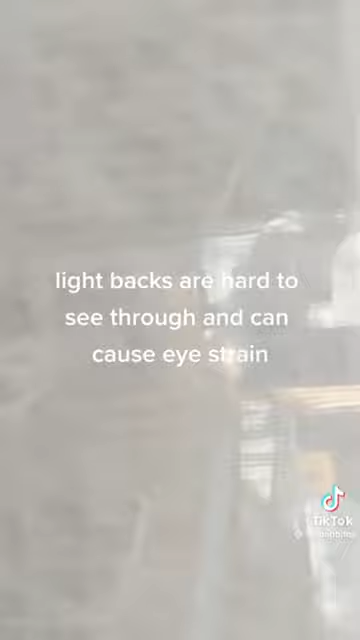 light backs are hard to
see through and can
cause eye strain
TikTok